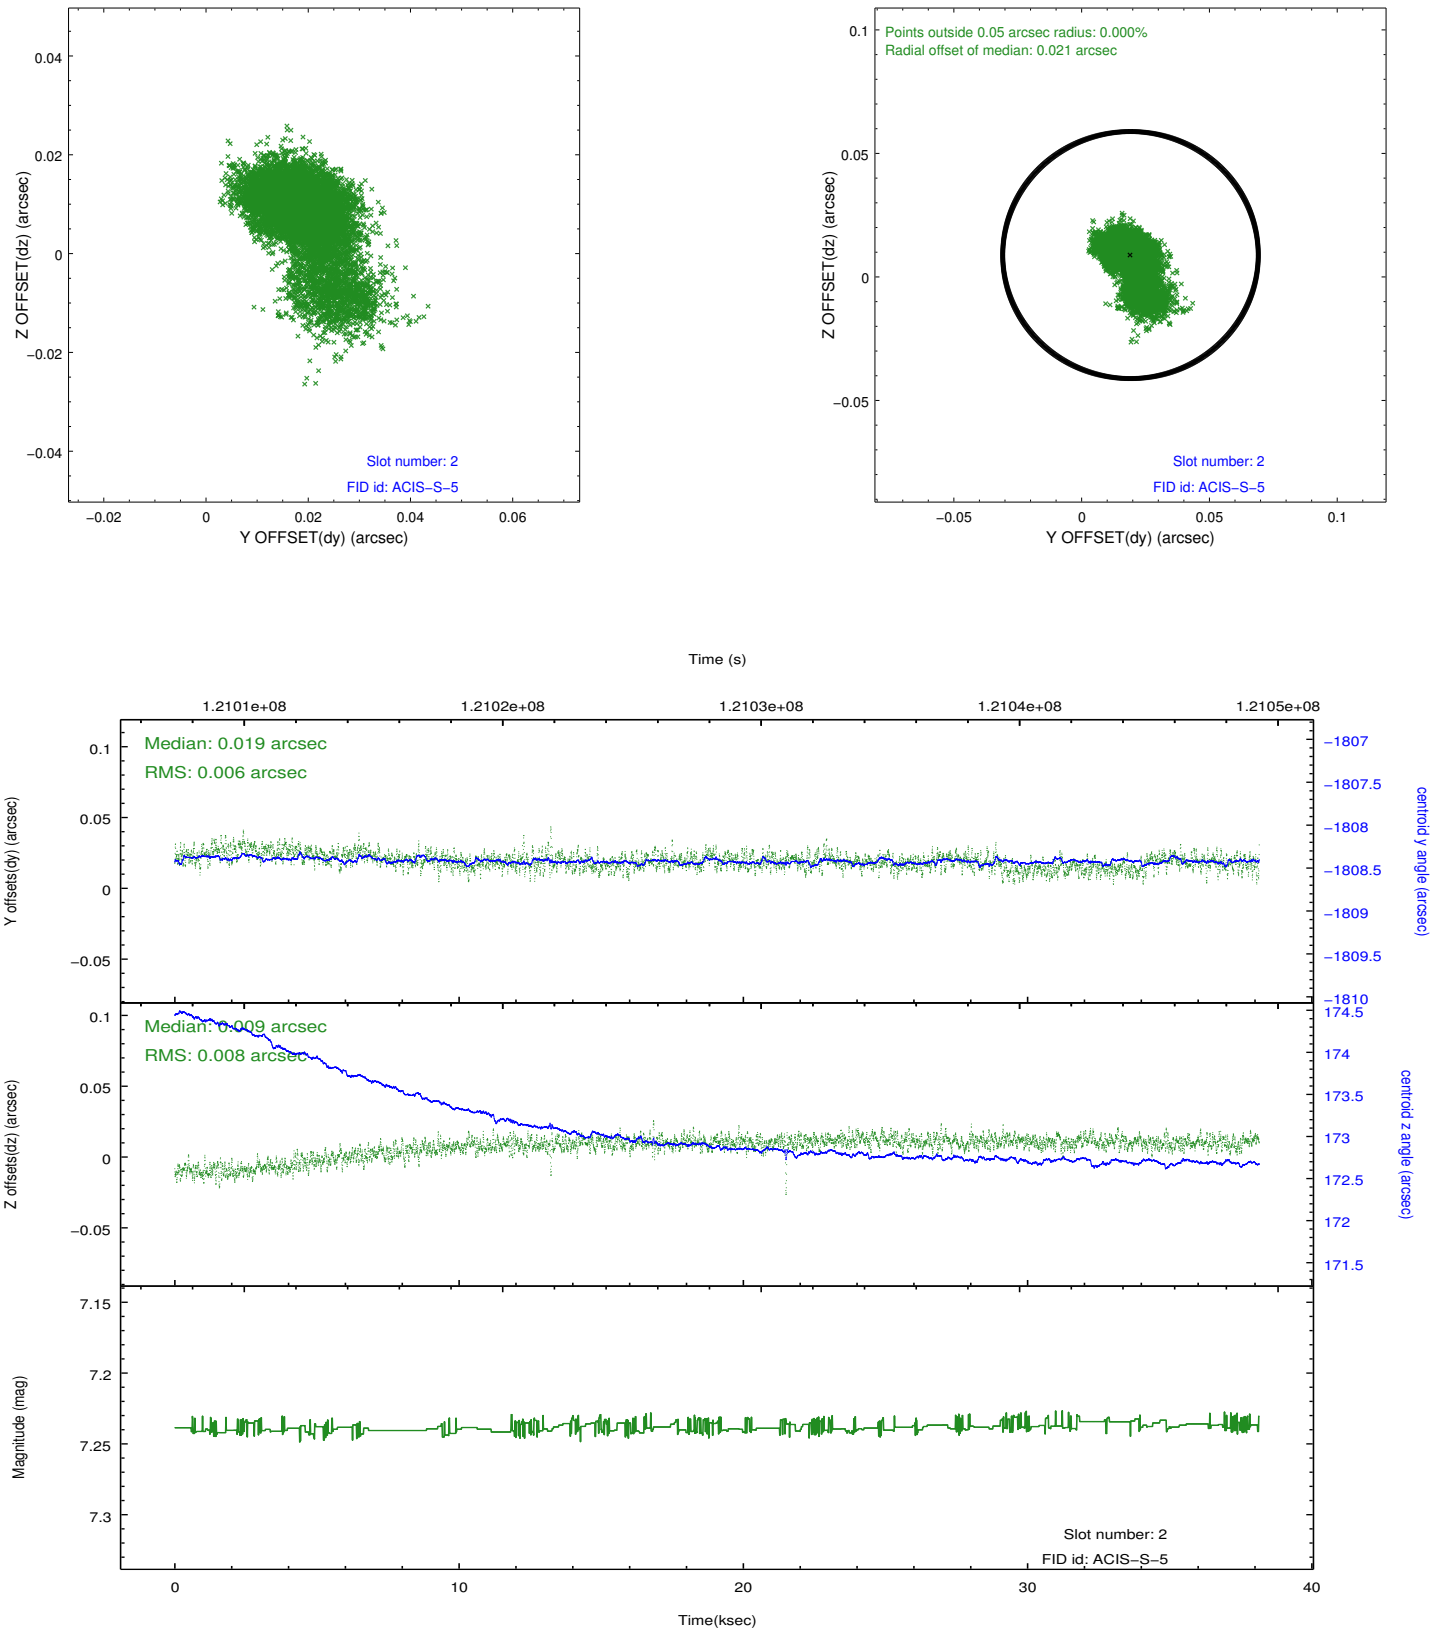 0.04
0.02
0
−0.02
−0.04
Z OFFSET(dz) (arcsec)
Slot number: 2
FID id: ACIS−S−5
−0.02 0 0.02 0.04 0.06
Y OFFSET(dy) (arcsec)
Points outside 0.05 arcsec radius: 0.000%
Radial offset of median: 0.021 arcsec
0.1
0.05
0
−0.05
Z OFFSET(dz) (arcsec)
Slot number: 2
FID id: ACIS−S−5
−0.05 0 0.05 0.1
Y OFFSET(dy) (arcsec)
Time (s)
1.2101e+08 1.2102e+08 1.2103e+08 1.2104e+08 1.2105e+08
Median: 0.019 arcsec
RMS: 0.006 arcsec
0.1
0.05
0
−0.05
Y offsets(dy) (arcsec)
−1807
−1807.5
−1808
−1808.5
−1809
−1809.5
−1810
centroid y angle (arcsec)
Median: 0.009 arcsec
RMS: 0.008 arcsec
0.1
0.05
0
−0.05
Z offsets(dz) (arcsec)
174.5
174
173.5
173
172.5
172
171.5
centroid z angle (arcsec)
7.15
7.2
7.25
7.3
Magnitude (mag)
Slot number: 2
FID id: ACIS−S−5
0 10 20 30 40
Time(ksec)